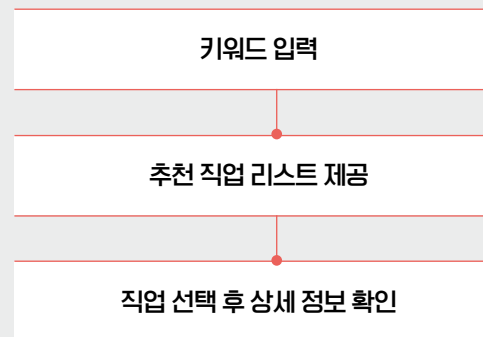 키워드 입력
추천 직업 리스트 제공
직업 선택 후 상세 정보 확인